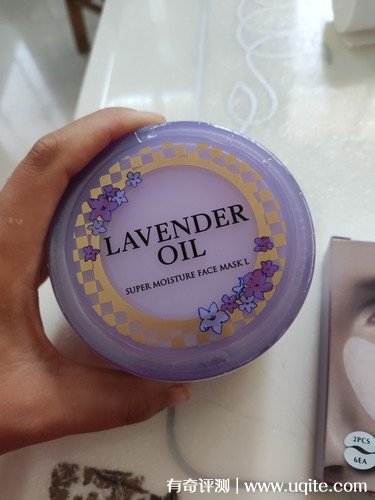 LAVENDER
OIL
SUPER MOISTURE FACE MASK L
2PCS
6EA
有奇评测 | www.uqite.com